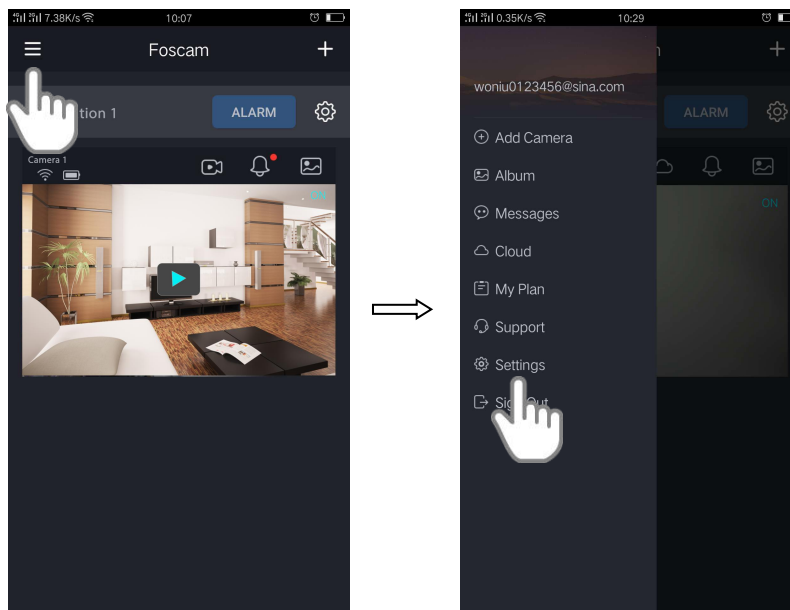 7.38K/s 10:07
Foscam
tion 1 ALARM
Camera 1
ON
0.35K/s 10:29
woniu0123456@sina.com
ALARM
Add Camera
Album
Messages
ON
Cloud
My Plan
Support
Settings